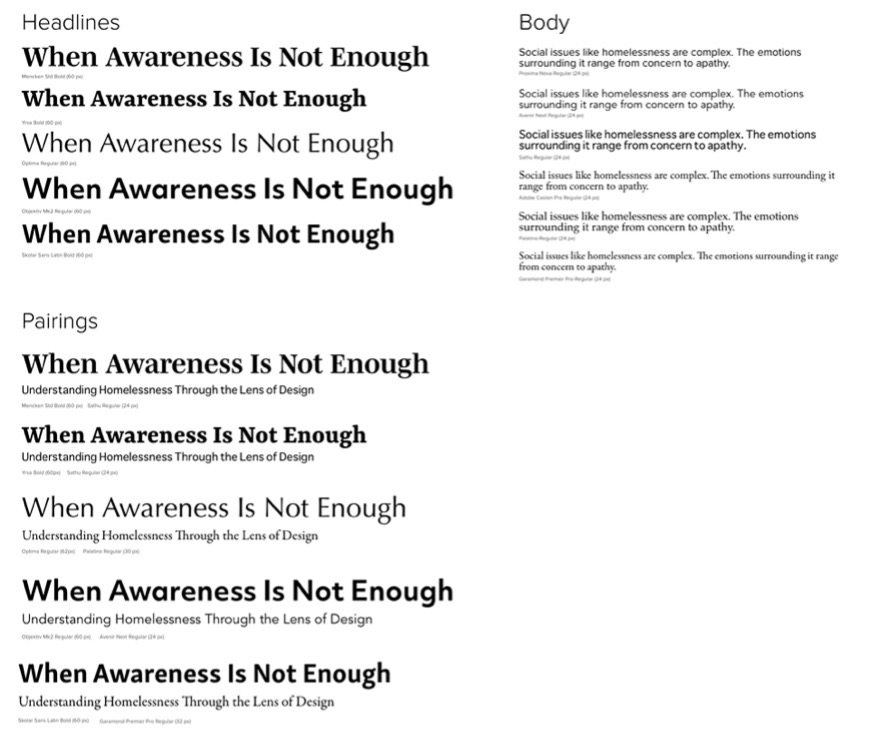 Headlines
When Awareness Is Not Enough
Mencken Std Bold (60 px)
When Awareness Is Not Enough
Yrsa Bold (60 px)
When Awareness Is Not Enough
Optima Regular (60 px)
When Awareness Is Not Enough
Objektiv Mk2 Regular (60 px)
When Awareness Is Not Enough
Skolar Sans Latin Bold (60 px)
Body
Social issues like homelessness are complex. The emotions
surrounding it range from concern to apathy.
Proxima Nova Regular (24 px)
Social issues like homelessness are complex. The emotions
surrounding it range from concern to apathy.
Avenir Next Regular (24 px)
Social issues like homelessness are complex. The emotions
surrounding it range from concern to apathy.
Sathu Regular (24 px)
Social issues like homelessness are complex. The emotions surrounding it
range from concern to apathy.
Adobe Caslon Pro Regular (24 px)
Social issues like homelessness are complex. The emotions
surrounding it range from concern to apathy.
Palatino Regular (24 px)
Social issues like homelessness are complex. The emotions surrounding it range
from concern to apathy.
Garamond Premier Pro Regular (24 px)
Pairings
When Awareness Is Not Enough
Understanding Homelessness Through the Lens of Design
Mencken Std Bold (60 px) Sathu Regular (24 px)
When Awareness Is Not Enough
Understanding Homelessness Through the Lens of Design
Yrsa Bold (60px) Sathu Regular (24 px)
When Awareness Is Not Enough
Understanding Homelessness Through the Lens of Design
Optima Regular (62px) Palatino Regular (30 px)
When Awareness Is Not Enough
Understanding Homelessness Through the Lens of Design
Objektiv Mk2 Regular (60 px) Avenir Next Regular (24 px)
When Awareness Is Not Enough
Understanding Homelessness Through the Lens of Design
Skolar Sans Latin Bold (60 px) Garamond Premier Pro Regular (32 px)